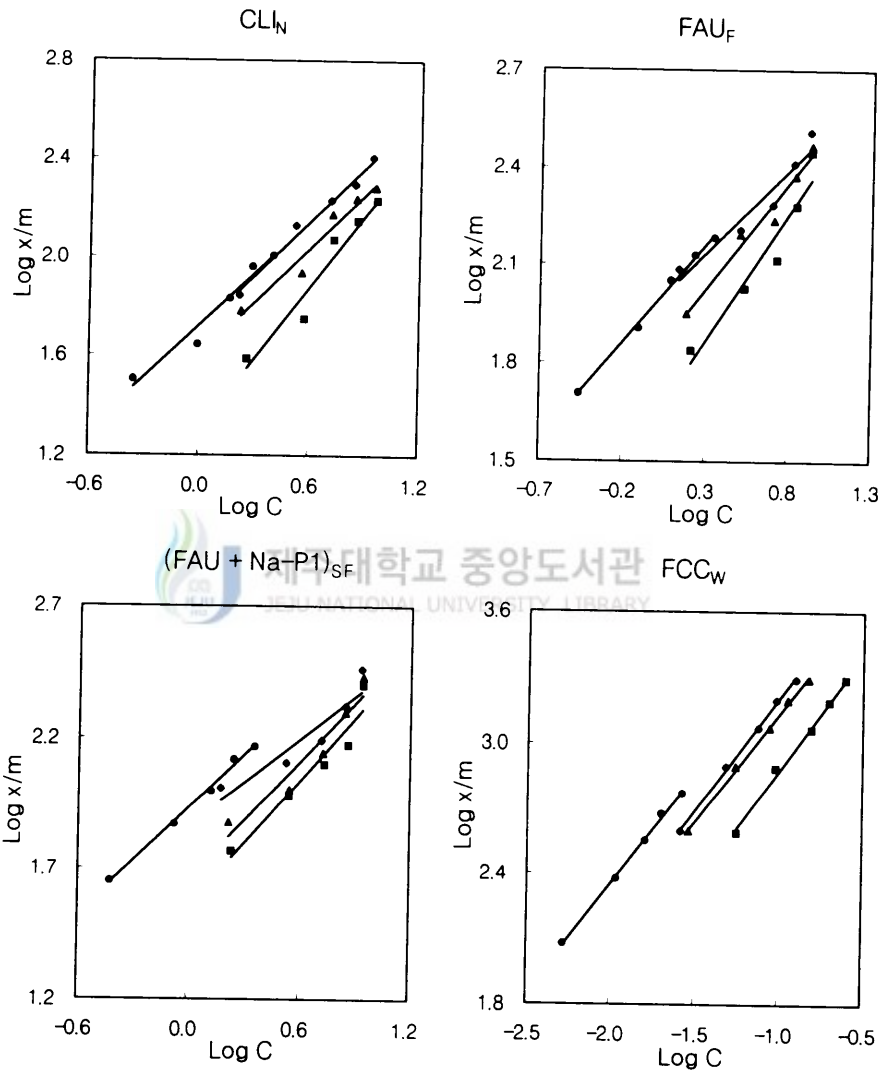 CLI_N
Log x/m
2.8
2.4
2.0
1.6
1.2
-0.6 0.0 0.6 1.2
Log C
FAU_F
Log x/m
2.7
2.4
2.1
1.8
1.5
-0.7 -0.2 0.3 0.8 1.3
Log C
제주대학교 중앙도서관
JEJU NATIONAL UNIVERSITY LIBRARY
(FAU + Na-P1)_SF
Log x/m
2.7
2.2
1.7
1.2
-0.6 0.0 0.6 1.2
Log C
FCC_W
Log x/m
3.6
3.0
2.4
1.8
-2.5 -2.0 -1.5 -1.0 -0.5
Log C